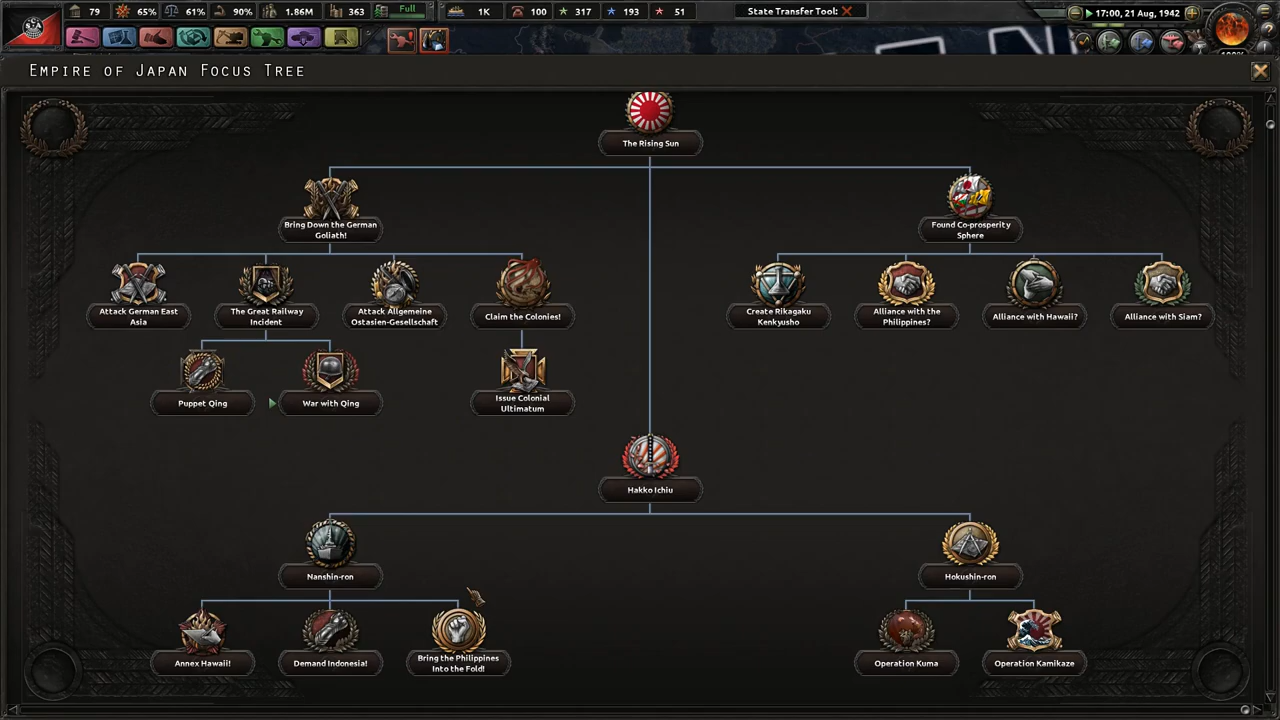 79 65% 61% 90% 1.86M 363 Full 1K 100 317 193 51 State Transfer Tool: 17:00, 21 Aug, 1942
100%
EMPIRE OF JAPAN FOCUS TREE
The Rising Sun
Bring Down the German
Goliath!
Found Co-prosperity
Sphere
Attack German East
Asia
The Great Railway
Incident
Attack Allgemeine
Ostasien-Gesellschaft
Claim the Colonies!
Create Rikagaku
Kenkyusho
Alliance with the
Philippines?
Alliance with Hawaii?
Alliance with Siam?
Puppet Qing
War with Qing
Issue Colonial
Ultimatum
Hakko Ichiu
Nanshin-ron
Hokushin-ron
Annex Hawaii!
Demand Indonesia!
Bring the Philippines
Into the Fold!
Operation Kuma
Operation Kamikaze